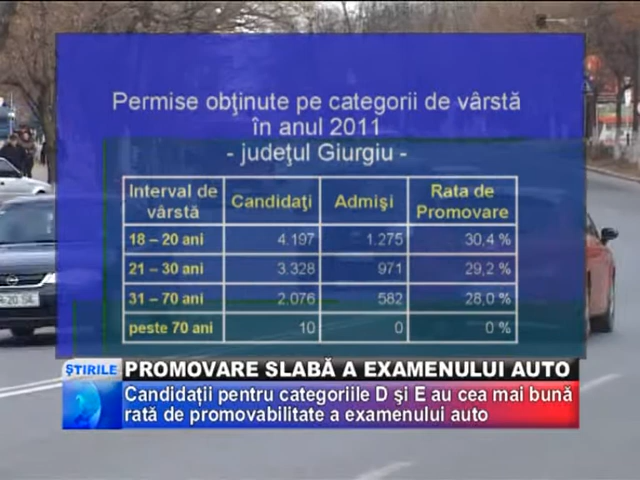 Permise obţinute pe categorii de vârstă
în anul 2011
- judeţul Giurgiu -
Interval de vârstă Candidaţi Admişi Rata de Promovare
18 – 20 ani 4.197 1.275 30,4 %
21 – 30 ani 3.328 971 29,2 %
31 – 70 ani 2.076 582 28,0 %
peste 70 ani 10 0 0 %
ŞTIRILE PROMOVARE SLABĂ A EXAMENULUI AUTO
Candidaţii pentru categoriile D şi E au cea mai bună
rată de promovabilitate a examenului auto